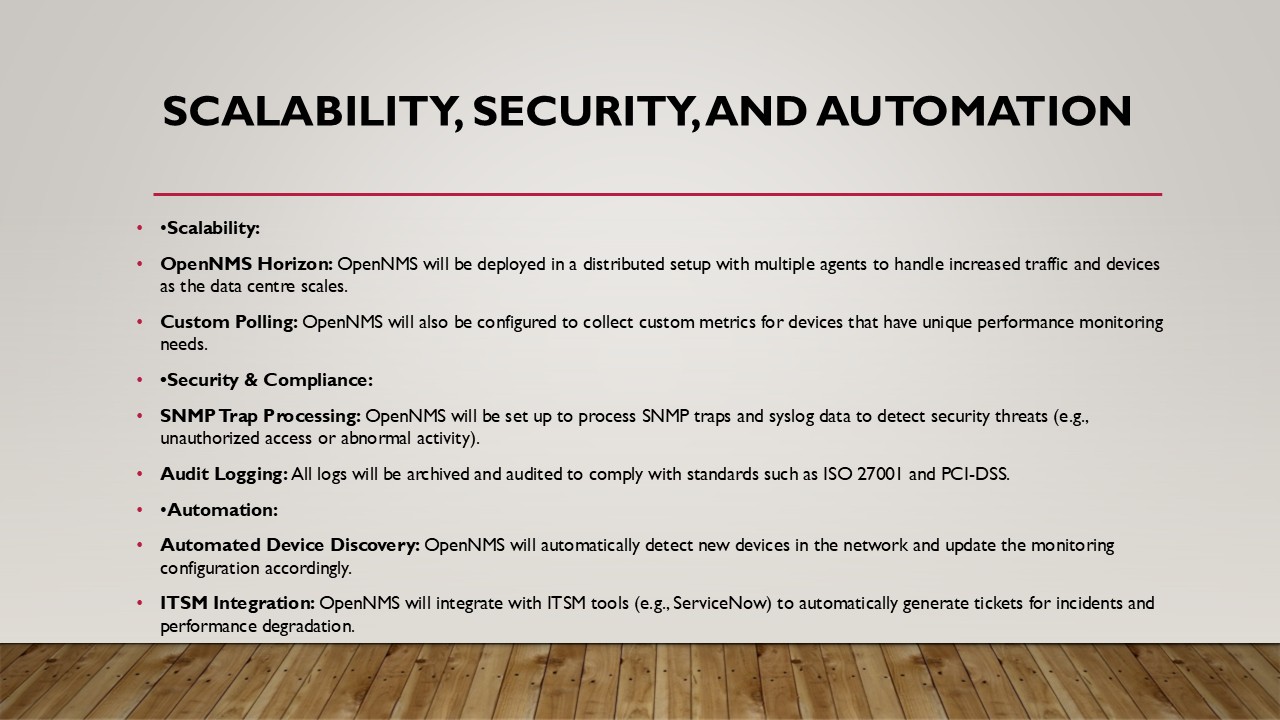 SCALABILITY, SECURITY, AND AUTOMATION
• •Scalability:
• OpenNMS Horizon: OpenNMS will be deployed in a distributed setup with multiple agents to handle increased traffic and devices
as the data centre scales.
• Custom Polling: OpenNMS will also be configured to collect custom metrics for devices that have unique performance monitoring
needs.
• •Security & Compliance:
• SNMP Trap Processing: OpenNMS will be set up to process SNMP traps and syslog data to detect security threats (e.g.,
unauthorized access or abnormal activity).
• Audit Logging: All logs will be archived and audited to comply with standards such as ISO 27001 and PCI-DSS.
• •Automation:
• Automated Device Discovery: OpenNMS will automatically detect new devices in the network and update the monitoring
configuration accordingly.
• ITSM Integration: OpenNMS will integrate with ITSM tools (e.g., ServiceNow) to automatically generate tickets for incidents and
performance degradation.